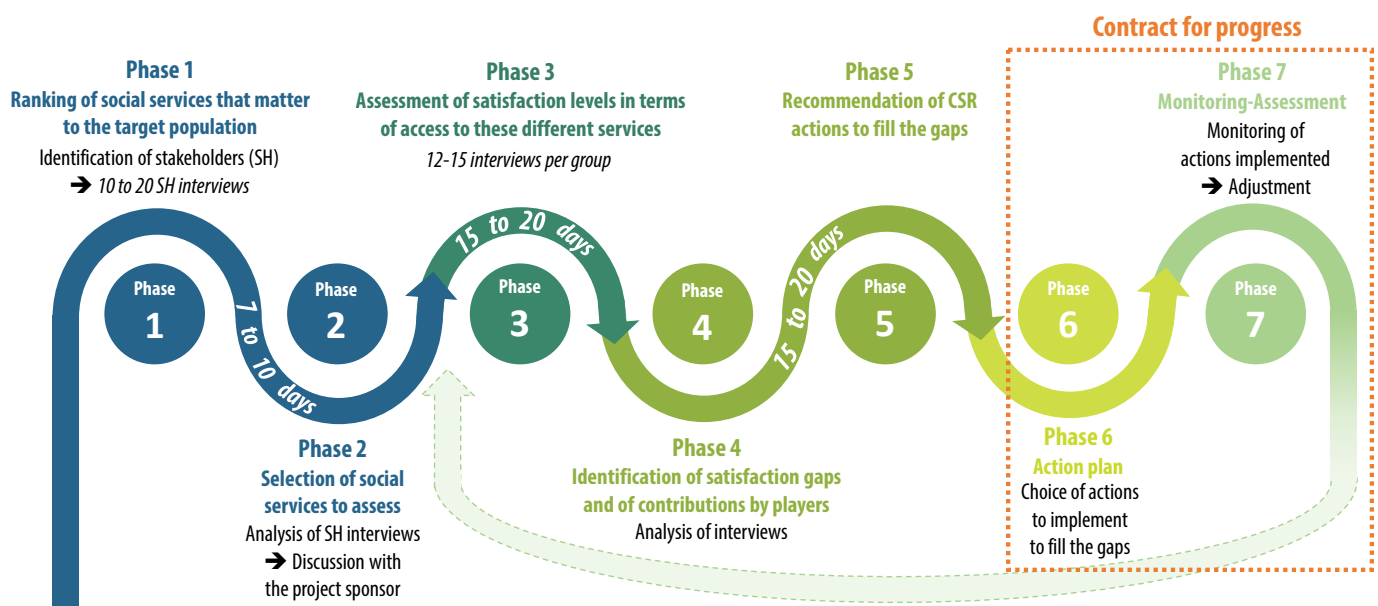 Contract for progress
Phase 1
Ranking of social services that matter
to the target population
Identification of stakeholders (SH)
➔ 10 to 20 SH interviews
Phase 3
Assessment of satisfaction levels in terms
of access to these different services
12-15 interviews per group
Phase 5
Recommendation of CSR
actions to fill the gaps
Phase 7
Monitoring-Assessment
Monitoring of
actions implemented
➔ Adjustment
7 to 10 days
15 to 20 days
15 to 20 days
Phase
1
Phase
2
Phase
3
Phase
4
Phase
5
Phase
6
Phase
7
Phase 2
Selection of social
services to assess
Analysis of SH interviews
➔ Discussion with
the project sponsor
Phase 4
Identification of satisfaction gaps
and of contributions by players
Analysis of interviews
Phase 6
Action plan
Choice of actions
to implement
to fill the gaps